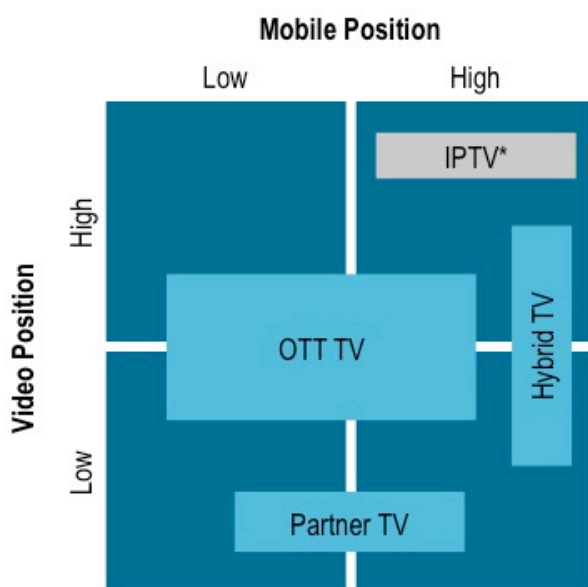 Mobile Position
Low High
IPTV*
High
Hybrid TV
OTT TV
Video Position
Low
Partner TV